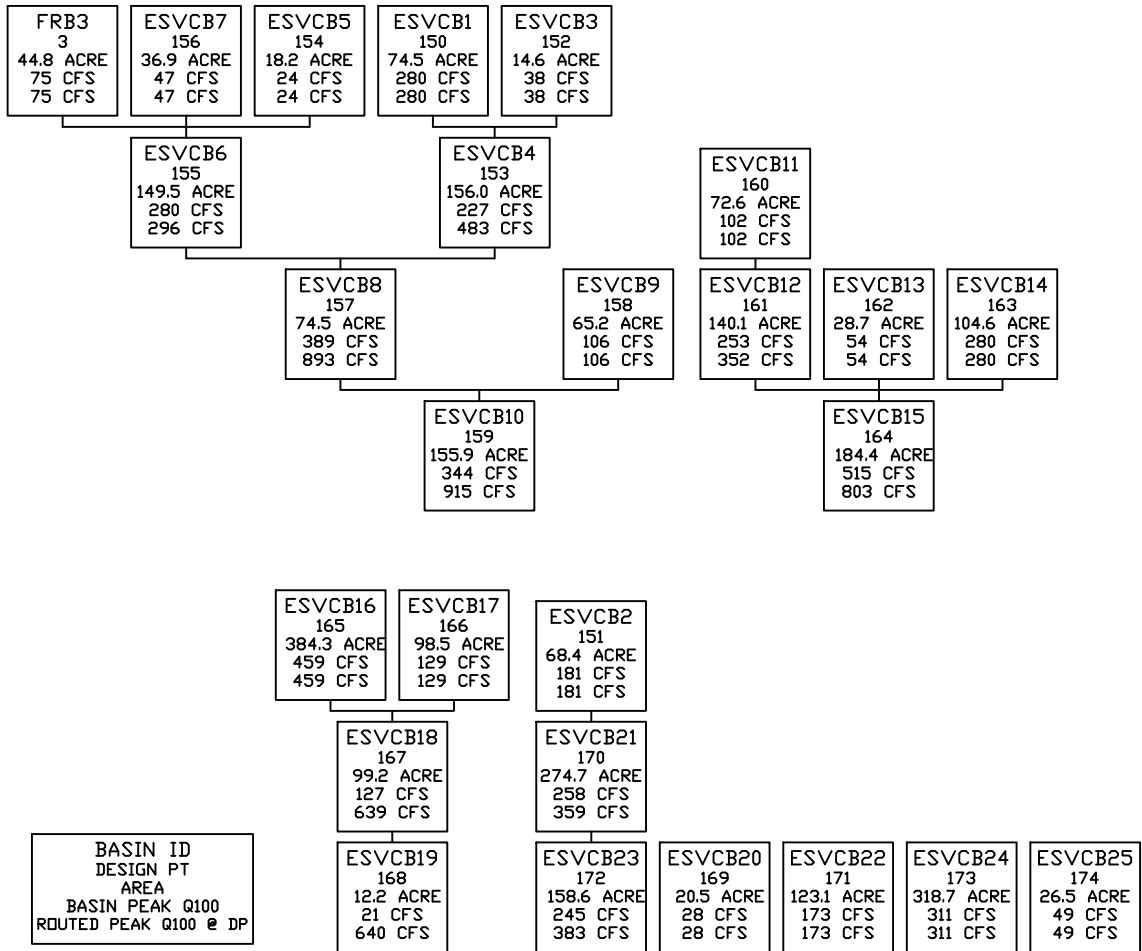 FRB3
3
44.8 ACRE
75 CFS
75 CFS
ESVCB7
156
36.9 ACRE
47 CFS
47 CFS
ESVCB5
154
18.2 ACRE
24 CFS
24 CFS
ESVCB1
150
74.5 ACRE
280 CFS
280 CFS
ESVCB3
152
14.6 ACRE
38 CFS
38 CFS
ESVCB6
155
149.5 ACRE
280 CFS
296 CFS
ESVCB4
153
156.0 ACRE
227 CFS
483 CFS
ESVCB11
160
72.6 ACRE
102 CFS
102 CFS
ESVCB8
157
74.5 ACRE
389 CFS
893 CFS
ESVCB9
158
65.2 ACRE
106 CFS
106 CFS
ESVCB12
161
140.1 ACRE
253 CFS
352 CFS
ESVCB13
162
28.7 ACRE
54 CFS
54 CFS
ESVCB14
163
104.6 ACRE
280 CFS
280 CFS
ESVCB10
159
155.9 ACRE
344 CFS
915 CFS
ESVCB15
164
184.4 ACRE
515 CFS
803 CFS
ESVCB16
165
384.3 ACRE
459 CFS
459 CFS
ESVCB17
166
98.5 ACRE
129 CFS
129 CFS
ESVCB2
151
68.4 ACRE
181 CFS
181 CFS
ESVCB18
167
99.2 ACRE
127 CFS
639 CFS
ESVCB21
170
274.7 ACRE
258 CFS
359 CFS
BASIN ID
DESIGN PT
AREA
BASIN PEAK Q100
ROUTED PEAK Q100 @ DP
ESVCB19
168
12.2 ACRE
21 CFS
640 CFS
ESVCB23
172
158.6 ACRE
245 CFS
383 CFS
ESVCB20
169
20.5 ACRE
28 CFS
28 CFS
ESVCB22
171
123.1 ACRE
173 CFS
173 CFS
ESVCB24
173
318.7 ACRE
311 CFS
311 CFS
ESVCB25
174
26.5 ACRE
49 CFS
49 CFS